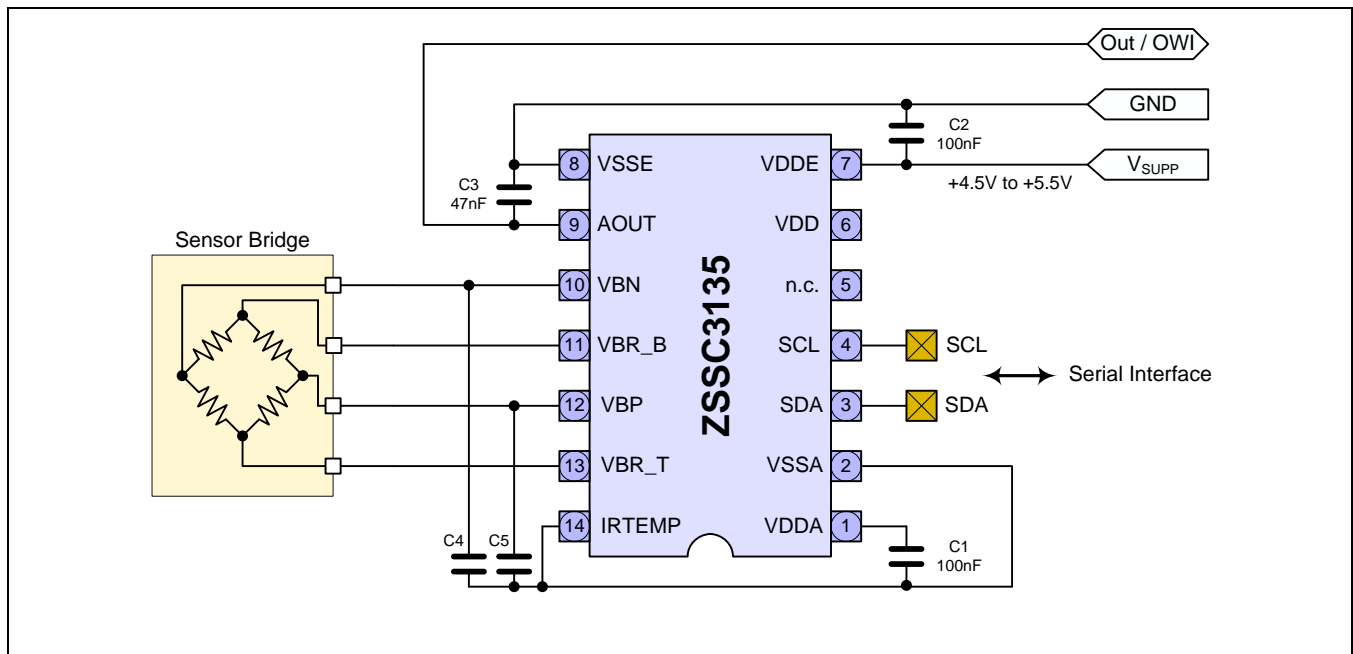 Out / OWI
GND
C2
100nF
VSUPP
+4.5V to +5.5V
C3
47nF
8 VSSE
VDDE 7
9 AOUT
VDD 6
Sensor Bridge
10 VBN
n.c. 5
11 VBR_B
SCL 4
SCL
Serial Interface
12 VBP
SDA 3
SDA
13 VBR_T
VSSA 2
14 IRTEMP
VDDA 1
ZSSC3135
C4
C5
C1
100nF